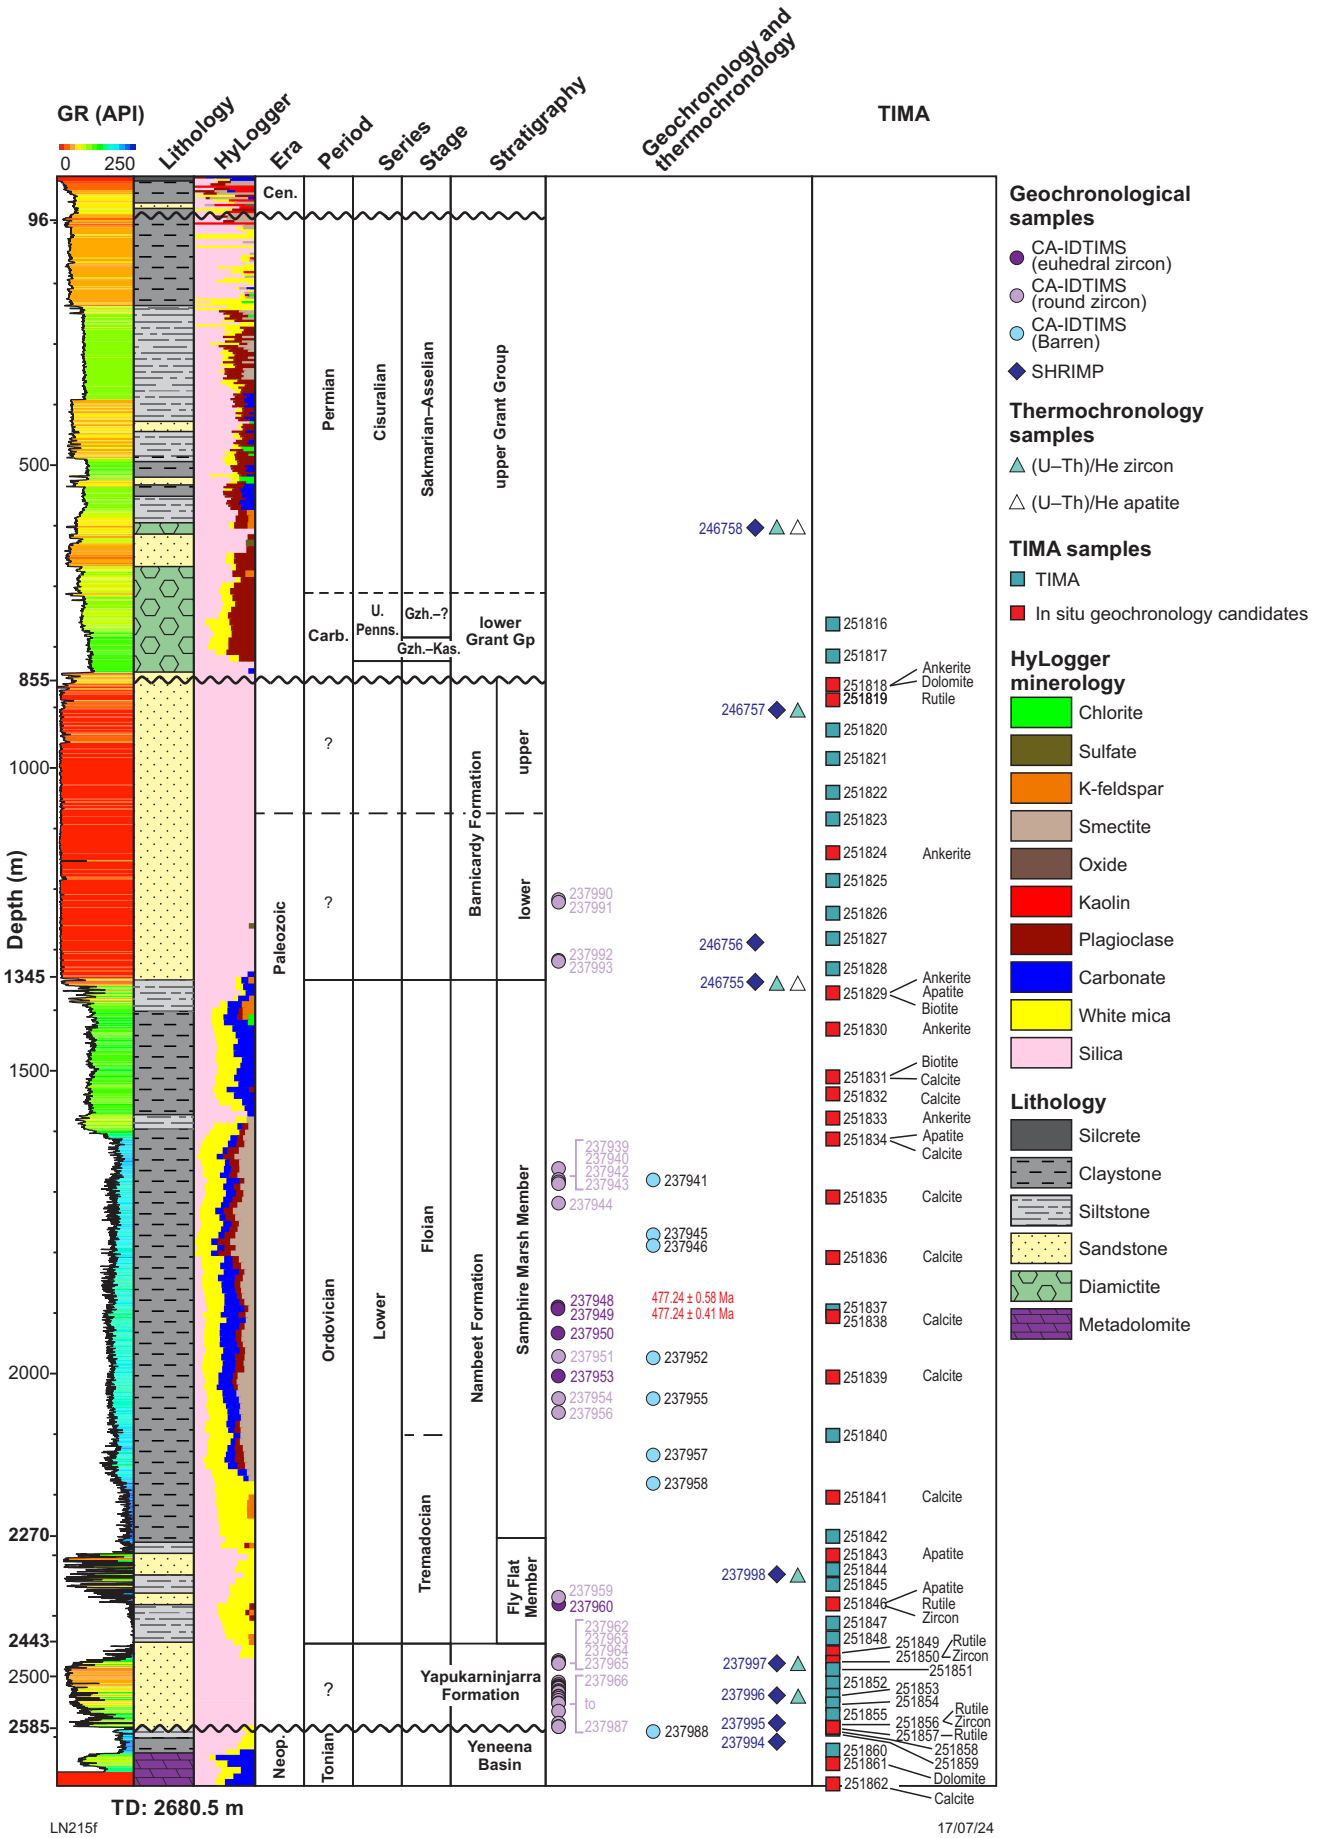 GR (API)
0 250
Lithology
HyLogger
Era
Period
Series
Stage
Stratigraphy
Geochronology and
thermochronology
TIMA
Depth (m)
96
500
855
1000
1345
1500
2000
2270
2443
2500
2585
TD: 2680.5 m
Cen.
Paleozoic
Neop.
Permian
Carb.
?
?
Ordovician
?
Tonian
Cisuralian
U.
Penns.
Lower
Sakmarian–Asselian
Gzh.–?
Gzh.–Kas.
Floian
Tremadocian
upper Grant Group
lower
Grant Gp
Barnicardy Formation
upper
lower
Nambeet Formation
Samphire Marsh Member
Fly Flat
Member
Yapukarninjarra
Formation
Yeneena
Basin
237990
237991
237992
237993
237939
237940
237942
237943
237944
237948
237949
237950
237951
237953
237954
237956
237959
237960
237962
237963
237964
237965
237966
to
237987
246758
246757
246756
246755
237941
237945
237946
477.24 ± 0.58 Ma
477.24 ± 0.41 Ma
237952
237955
237957
237958
237998
237997
237996
237995
237988
237994
251816
251817
251818 Ankerite
Dolomite
251819 Rutile
251820
251821
251822
251823
251824 Ankerite
251825
251826
251827
251828
251829 Ankerite
Apatite
Biotite
251830 Ankerite
251831 Biotite
Calcite
251832 Calcite
251833 Ankerite
251834 Apatite
Calcite
251835 Calcite
251836 Calcite
251837
251838 Calcite
251839 Calcite
251840
251841 Calcite
251842
251843 Apatite
251844
251845
251846 Apatite
Rutile
Zircon
251847
251848
251849 Rutile
251850 Zircon
251851
251852
251853
251854
251855
251856 Rutile
Zircon
251857 Rutile
251858
251859
251860
251861
Dolomite
251862
Calcite
Geochronological
samples
CA-IDTIMS
(euhedral zircon)
CA-IDTIMS
(round zircon)
CA-IDTIMS
(Barren)
SHRIMP
Thermochronology
samples
(U–Th)/He zircon
(U–Th)/He apatite
TIMA samples
TIMA
In situ geochronology candidates
HyLogger
minerology
Chlorite
Sulfate
K-feldspar
Smectite
Oxide
Kaolin
Plagioclase
Carbonate
White mica
Silica
Lithology
Silcrete
Claystone
Siltstone
Sandstone
Diamictite
Metadolomite
LN215f
17/07/24